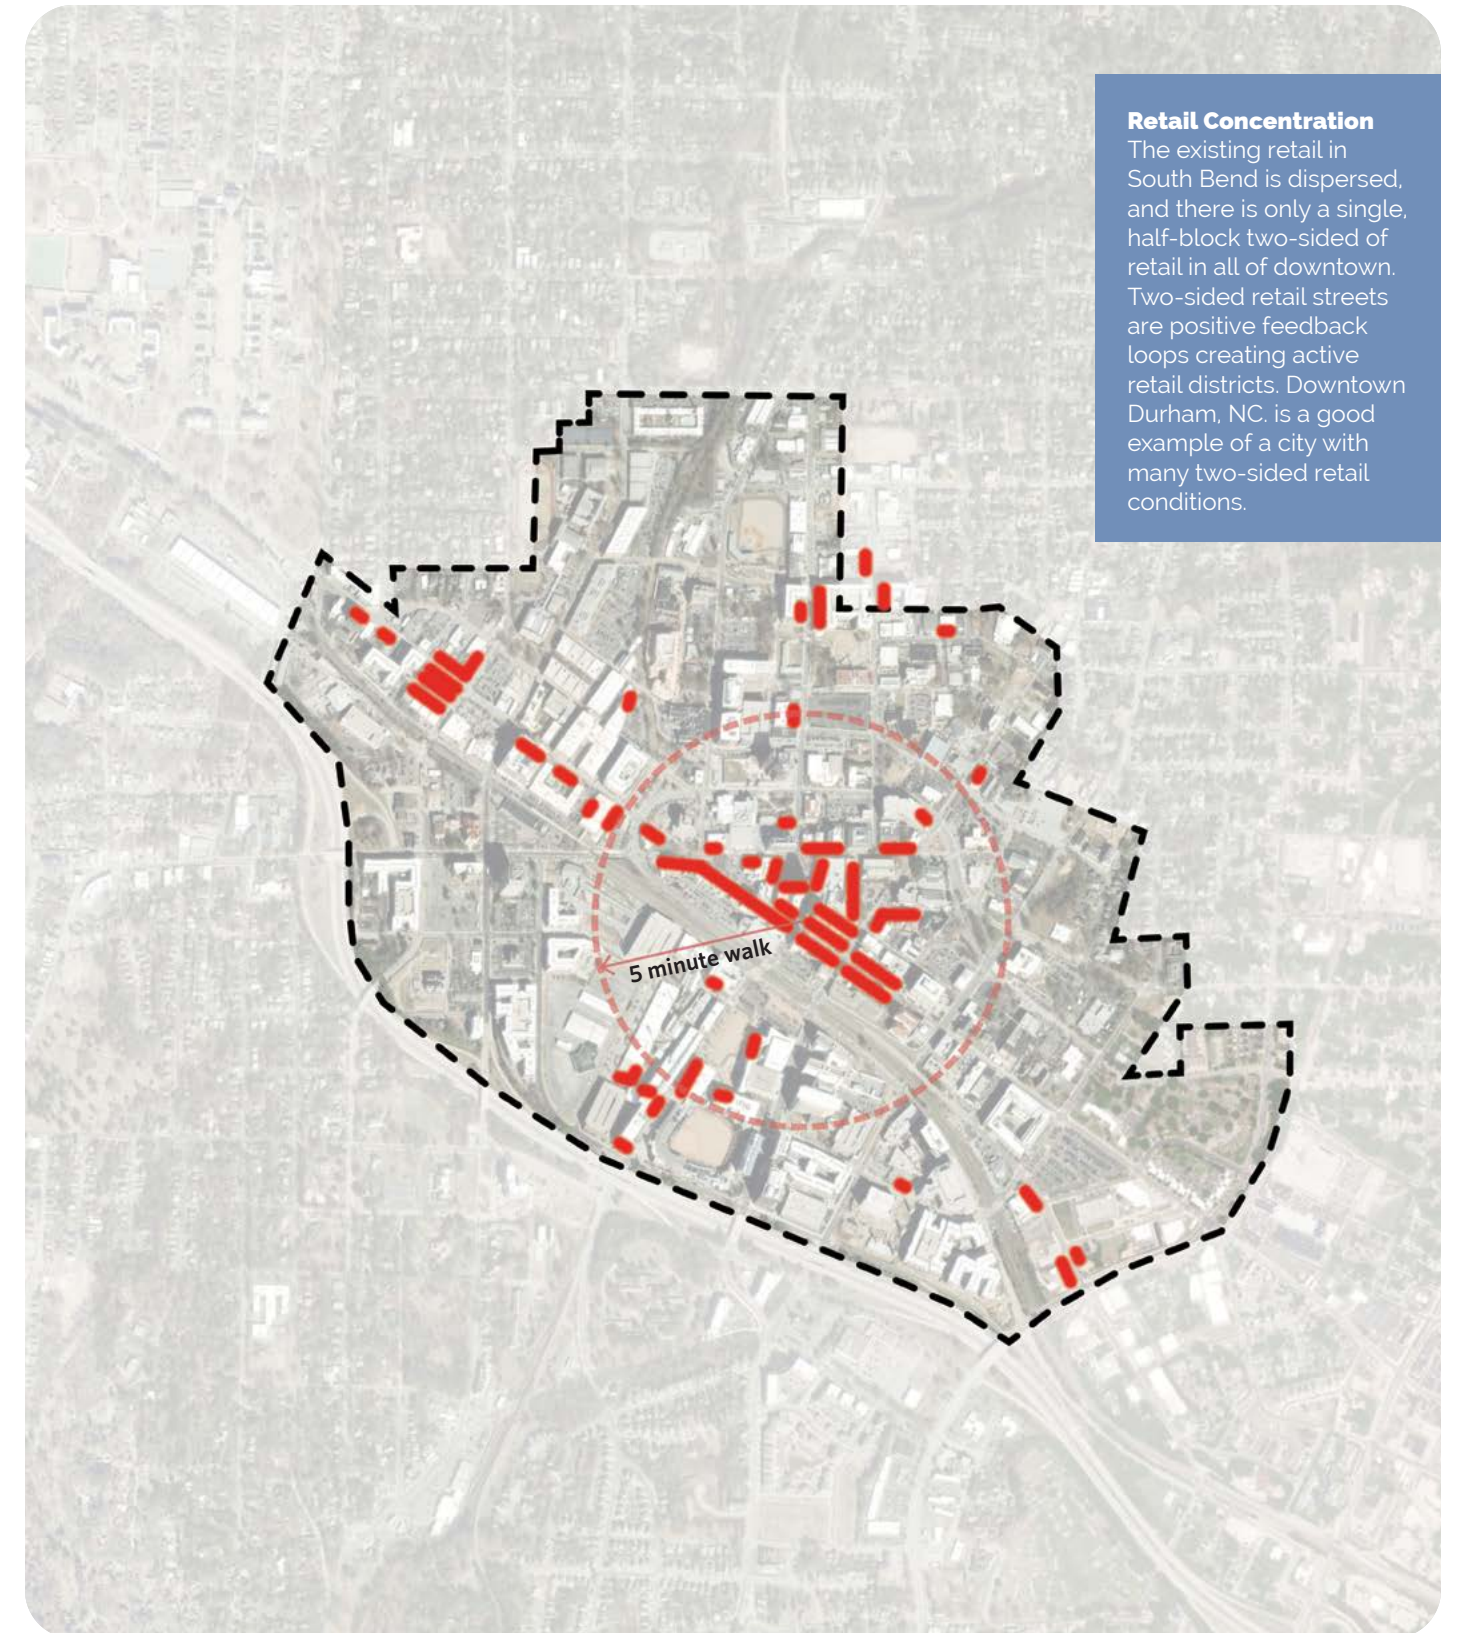 Retail Concentration
The existing retail in
South Bend is dispersed,
and there is only a single,
half-block two-sided of
retail in all of downtown.
Two-sided retail streets
are positive feedback
loops creating active
retail districts. Downtown
Durham, NC. is a good
example of a city with
many two-sided retail
conditions.
5 minute walk